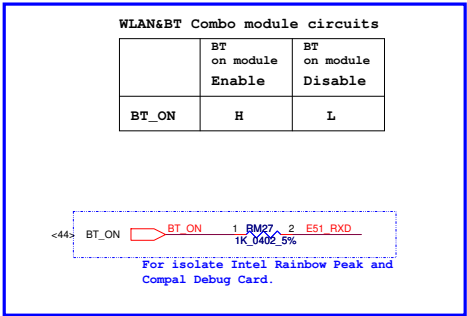 WLAN&BT Combo module circuits
BT on module Enable
BT on module Disable
BT_ON H L
<44> BT_ON BT_ON 1 RM27 2 E51_RXD
1K_0402_5%
For isolate Intel Rainbow Peak and
Compal Debug Card.